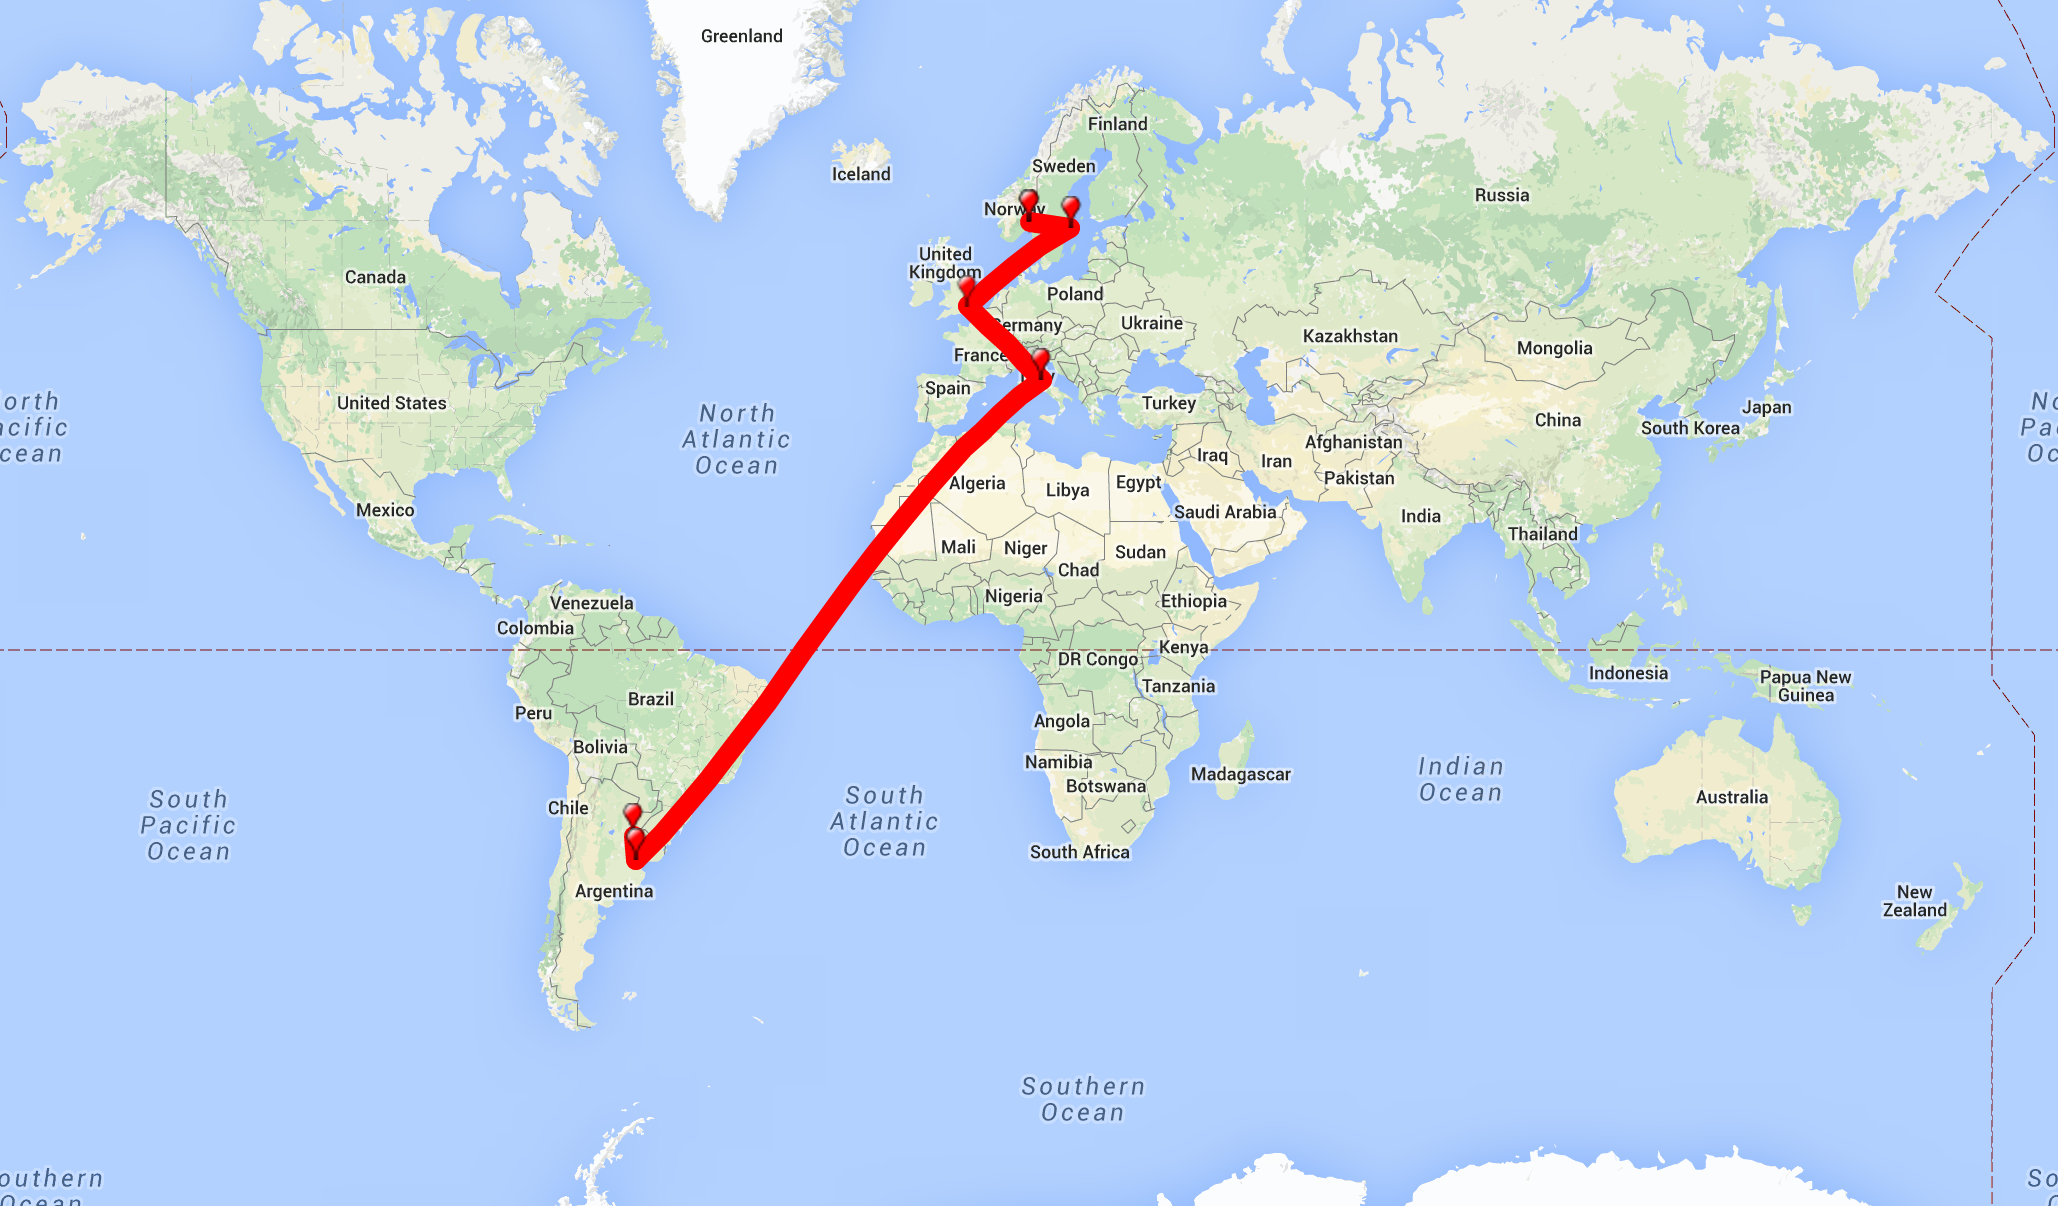 Greenland
Finland
Iceland
Sweden
Russia
Norway
United
Kingdom
Canada
Poland
Germany
Ukraine
Kazakhstan
Mongolia
France
Spain
United States
Turkey
China
Japan
South Korea
orth
acific
cean
North
Atlantic
Ocean
No
Pa
Oc
Afghanistan
Iraq
Iran
Pakistan
Algeria
Libya
Egypt
Saudi Arabia
India
Mexico
Thailand
Mali
Niger
Sudan
Chad
Nigeria
Ethiopia
Venezuela
Colombia
Kenya
DR Congo
Indonesia
Tanzania
Papua New
Guinea
Brazil
Peru
Angola
Bolivia
Namibia
Botswana
Madagascar
Indian
Ocean
Australia
South
Pacific
Ocean
Chile
South
Atlantic
Ocean
South Africa
Argentina
New
Zealand
Southern
Ocean
outhern
Ocean
So